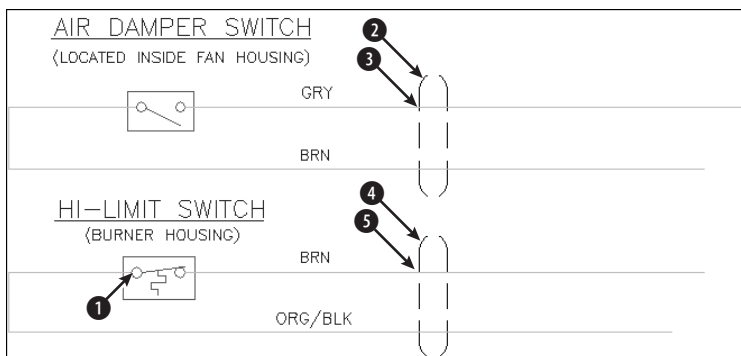 AIR DAMPER SWITCH
(LOCATED INSIDE FAN HOUSING)
2
3
GRY
BRN
HI-LIMIT SWITCH
(BURNER HOUSING)
4
5
BRN
1
ORG/BLK